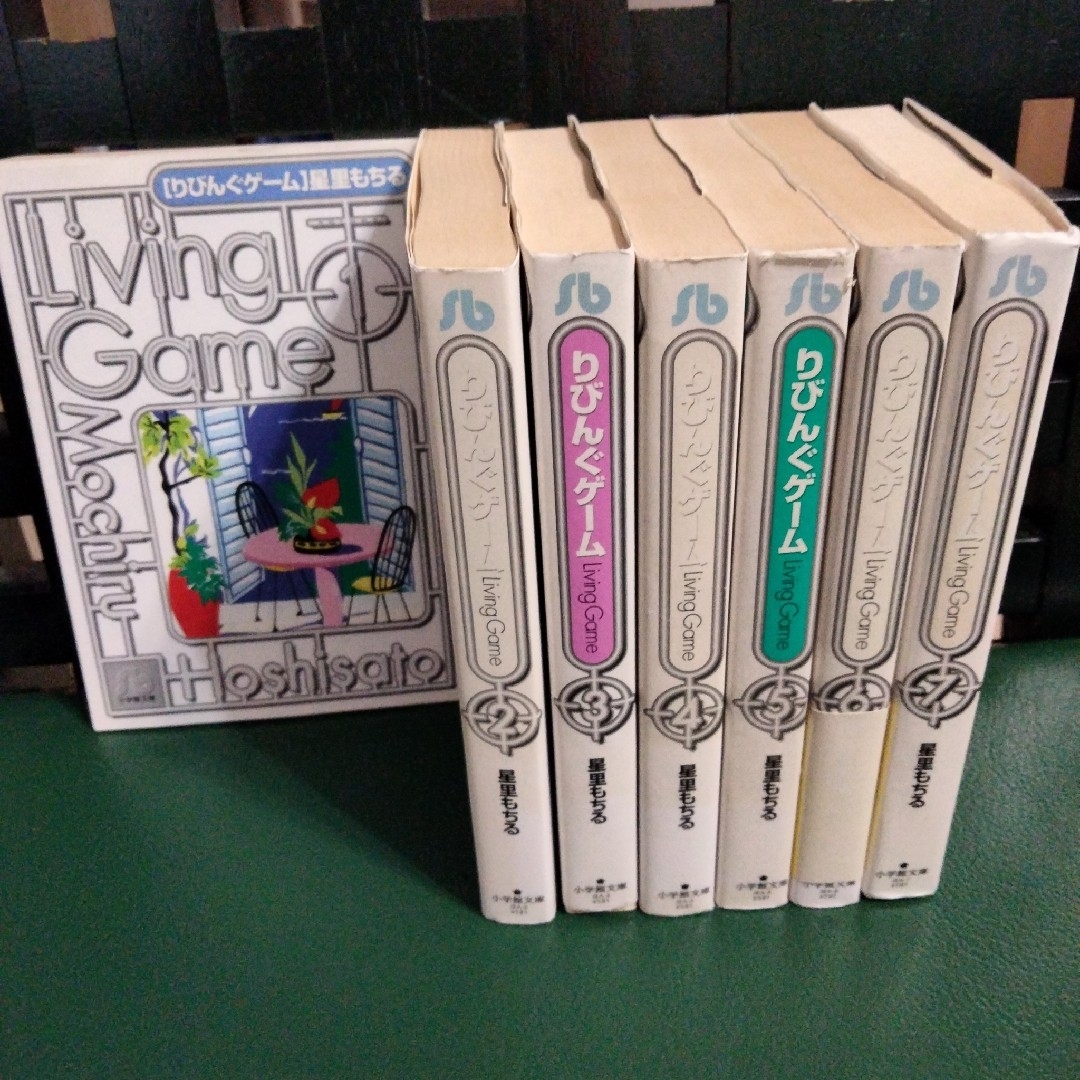 [りびんぐゲーム]星里もちる
Living
1
Game
Mochiru
Hoshisato
小学館文庫
Sb
りびんぐゲーム
Living Game
2
星里もちる
小学館文庫
Sb
りびんぐゲーム
Living Game
3
星里もちる
小学館文庫
Sb
りびんぐゲーム
Living Game
4
星里もちる
小学館文庫
Sb
りびんぐゲーム
Living Game
5
星里もちる
小学館文庫
Sb
りびんぐゲーム
Living Game
6
小学館文庫
Sb
りびんぐゲーム
Living Game
7
星里もちる
小学館文庫